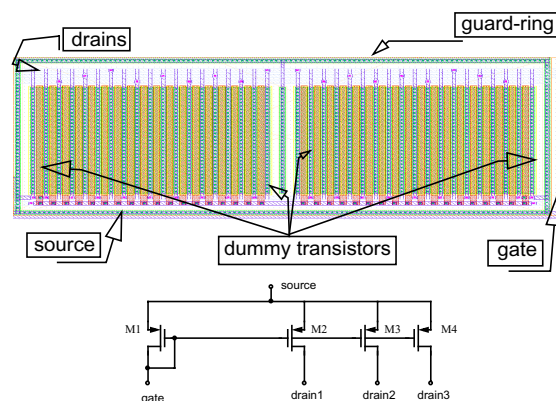 drains
guard-ring
source
dummy transistors
gate
source
M1
M2
M3
M4
gate
drain1
drain2
drain3